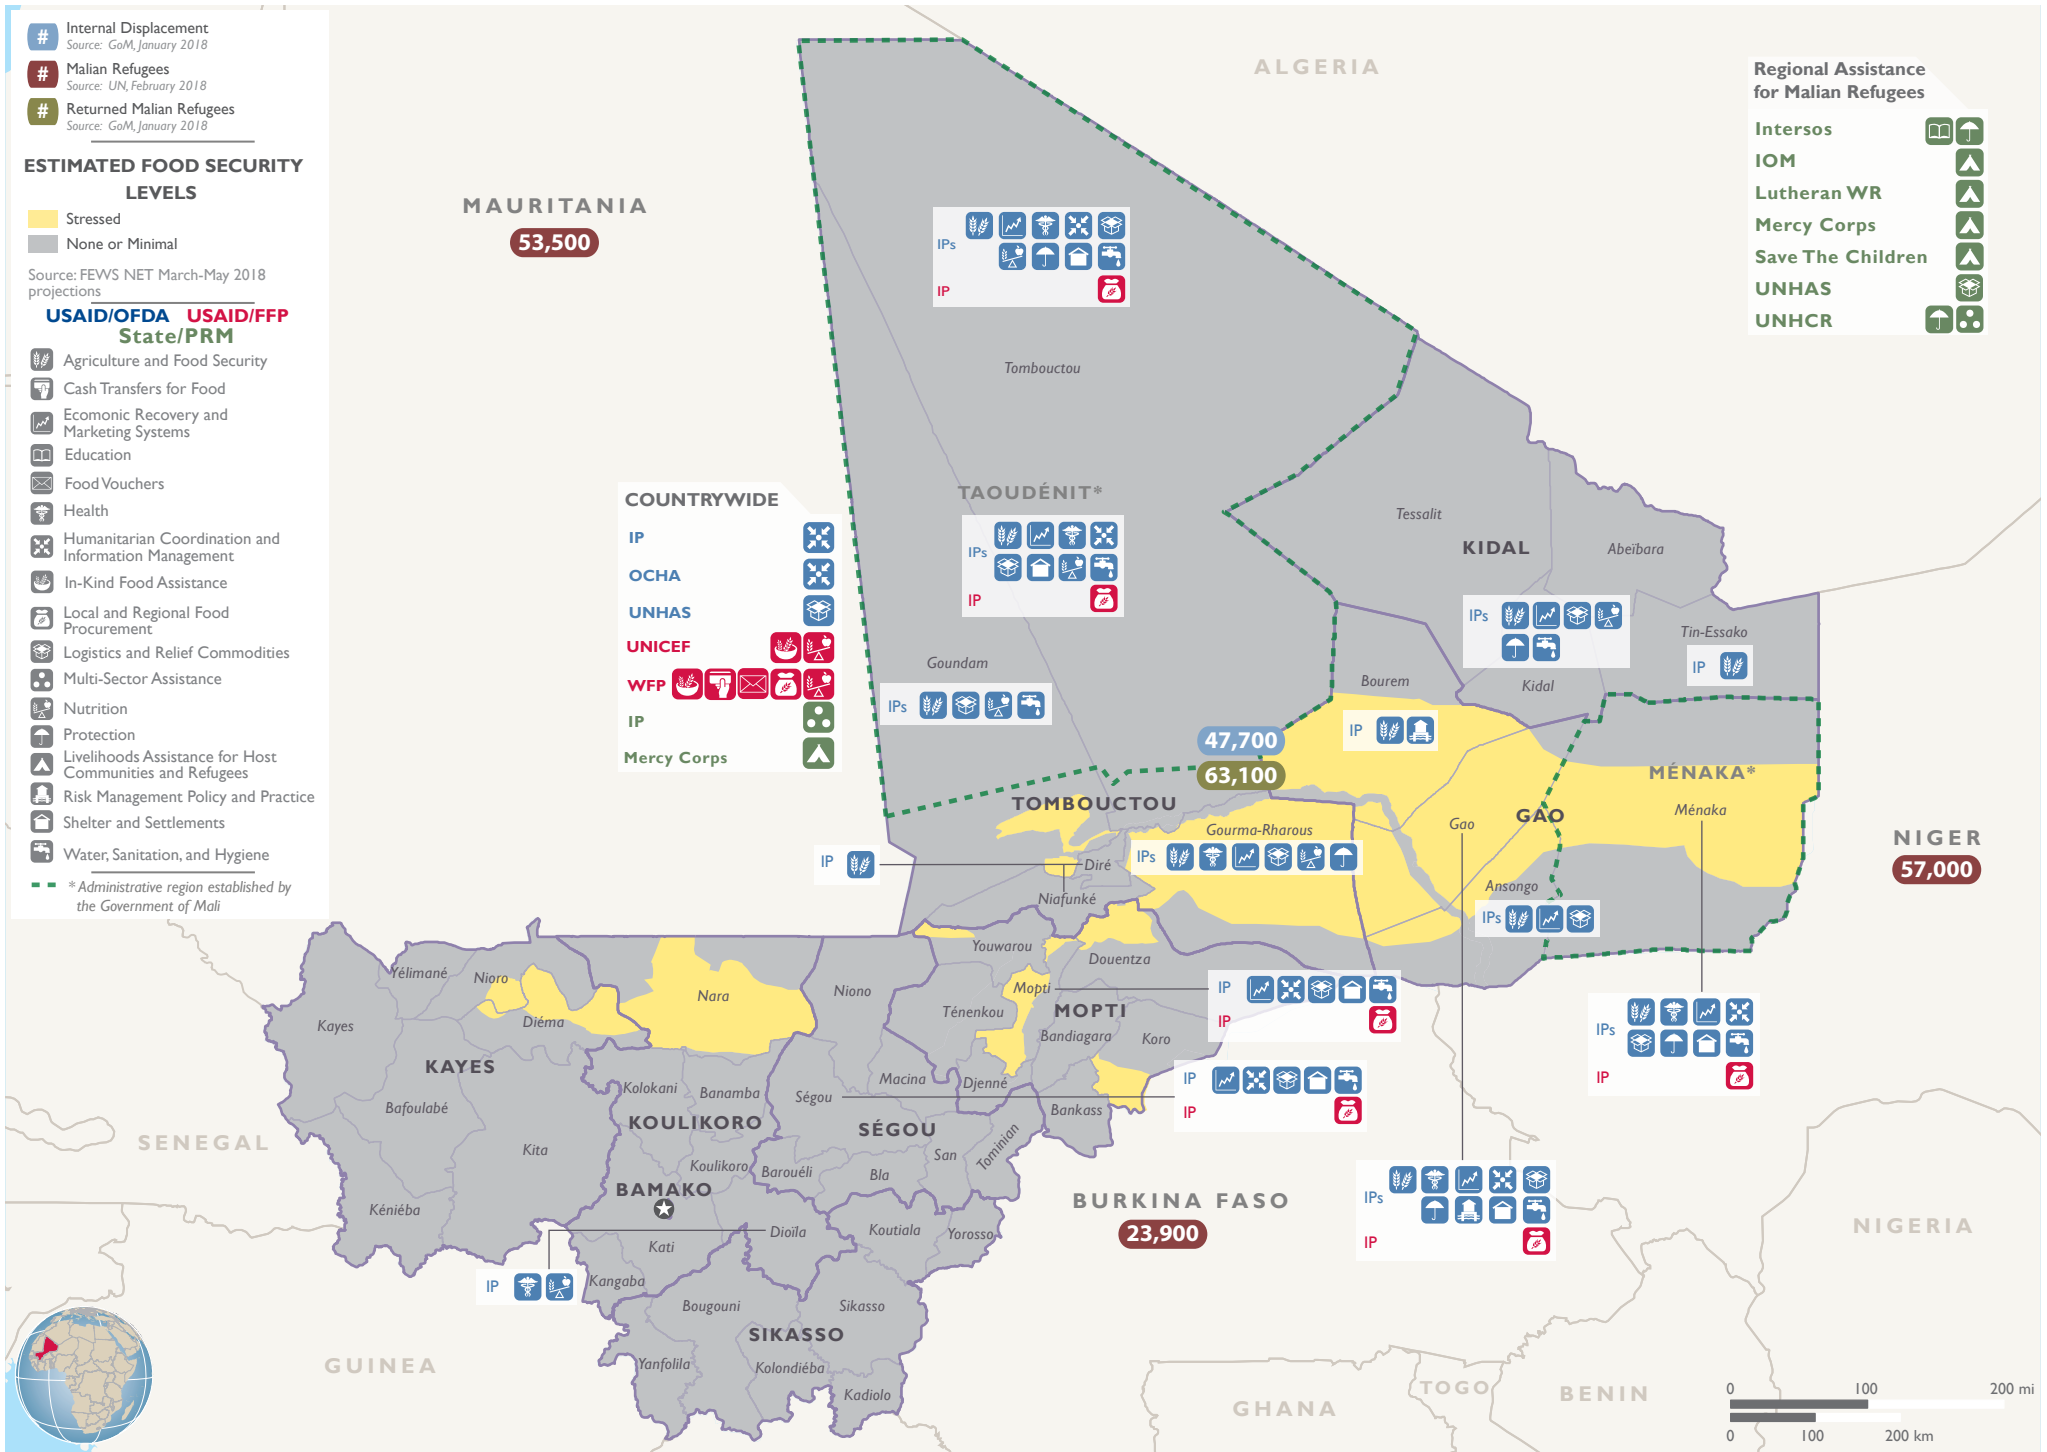 # Internal Displacement
Source: GoM, January 2018
# Malian Refugees
Source: UN, February 2018
# Returned Malian Refugees
Source: GoM, January 2018
ESTIMATED FOOD SECURITY
LEVELS
Stressed
None or Minimal
Source: FEWS NET March-May 2018
projections
USAID/OFDA USAID/FFP
State/PRM
Agriculture and Food Security
Cash Transfers for Food
Ecomonic Recovery and
Marketing Systems
Education
Food Vouchers
Health
Humanitarian Coordination and
Information Management
In-Kind Food Assistance
Local and Regional Food
Procurement
Logistics and Relief Commodities
Multi-Sector Assistance
Nutrition
Protection
Livelihoods Assistance for Host
Communities and Refugees
Risk Management Policy and Practice
Shelter and Settlements
Water, Sanitation, and Hygiene
* Administrative region established by
the Government of Mali
ALGERIA
Regional Assistance
for Malian Refugees
Intersos
IOM
Lutheran WR
Mercy Corps
Save The Children
UNHAS
UNHCR
MAURITANIA
53,500
IPs
IP
Tombouctou
TAOUDÉNIT*
IPs
IP
COUNTRYWIDE
IP
OCHA
UNHAS
UNICEF
WFP
IP
Mercy Corps
Tessalit
KIDAL
Abeïbara
IPs
Tin-Essako
IP
Kidal
Goundam
IPs
Bourem
IP
47,700
63,100
MÉNAKA*
Ménaka
TOMBOUCTOU
Gourma-Rharous
IPs
Gao
GAO
NIGER
57,000
IP
Diré
Niafunké
Ansongo
IPs
Youwarou
Douentza
Yélimané
Nioro
Nara
Niono
Mopti
IP
IP
Kayes
Diéma
Ténenkou
MOPTI
Bandiagara
Koro
IPs
IP
KAYES
Kolokani
Banamba
Macina
Djenné
IP
IP
Ségou
Bafoulabé
Bankass
KOULIKORO
SÉGOU
SENEGAL
Kita
Koulikoro
Barouéli
Bla
San
Tominian
BAMAKO
IPs
IP
BURKINA FASO
23,900
NIGERIA
Kéniéba
Dioïla
Koutiala
Yorosso
Kati
IP
Kangaba
Bougouni
Sikasso
SIKASSO
GUINEA
Yanfolila
Kolondiéba
Kadiolo
GHANA
TOGO
BENIN
0 100 200 mi
0 100 200 km